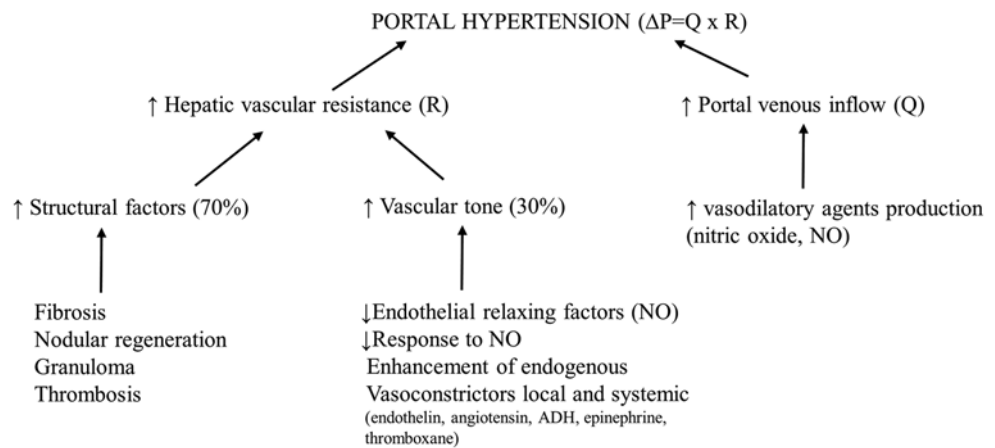 PORTAL HYPERTENSION (ΔP=Q x R)
↑ Hepatic vascular resistance (R)
↑ Portal venous inflow (Q)
↑ Structural factors (70%)
↑ Vascular tone (30%)
↑ vasodilatory agents production
(nitric oxide, NO)
Fibrosis
Nodular regeneration
Granuloma
Thrombosis
↓Endothelial relaxing factors (NO)
↓Response to NO
Enhancement of endogenous
Vasoconstrictors local and systemic
(endothelin, angiotensin, ADH, epinephrine,
thromboxane)